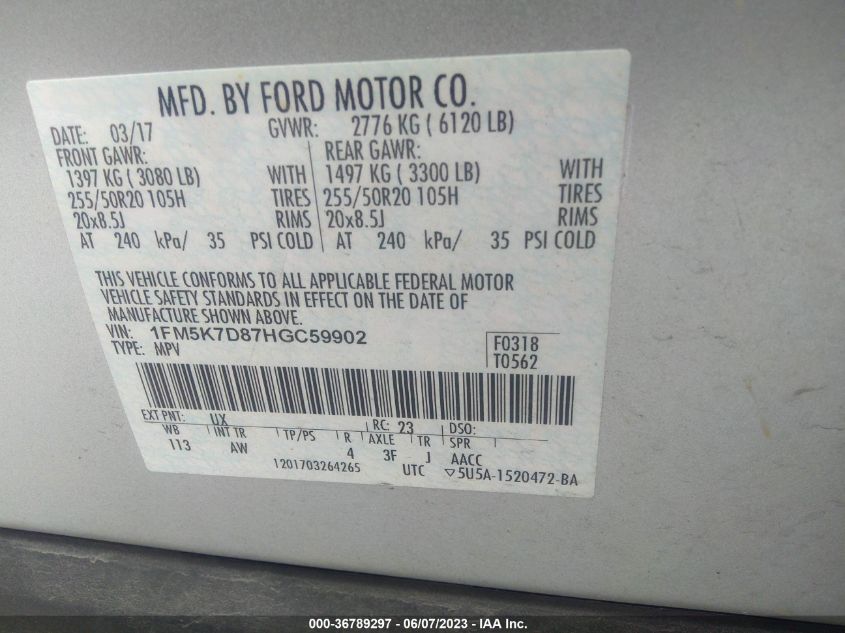 MFD. BY FORD MOTOR CO.
DATE: 03/17 GVWR: 2776 KG ( 6120 LB)
FRONT GAWR: REAR GAWR:
1397 KG ( 3080 LB) WITH 1497 KG ( 3300 LB) WITH
255/50R20 105H TIRES 255/50R20 105H TIRES
20x8.5J RIMS 20x8.5J RIMS
AT 240 kPa/ 35 PSI COLD AT 240 kPa/ 35 PSI COLD
THIS VEHICLE CONFORMS TO ALL APPLICABLE FEDERAL MOTOR
VEHICLE SAFETY STANDARDS IN EFFECT ON THE DATE OF
MANUFACTURE SHOWN ABOVE.
VIN: 1FM5K7D87HGC59902 F0318
TYPE: MPV T0562
EXT PNT: UX RC: 23 DSO:
WB INT TR TP/PS R AXLE TR SPR
113 AW 4 3F J AACC
1201703264265 UTC ▽5U5A-1520472-BA
000-36789297 - 06/07/2023 - IAA Inc.